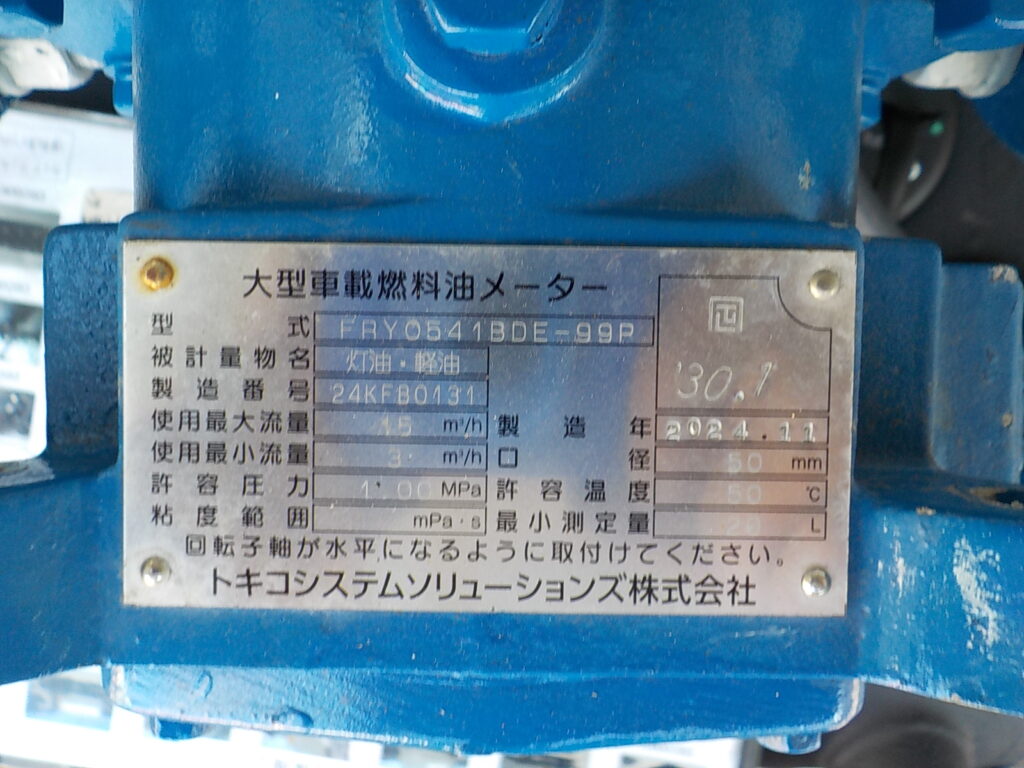 大型車載燃料油メーター
型式 FRY0541BDE-99P
'30.1
被計量物名 灯油・軽油
製造番号 24KFB0131
使用最大流量 15 m³/h 製造年 2024.11
使用最小流量 3 m³/h 口径 50 mm
許容圧力 1.00 MPa 許容温度 50 ℃
粘度範囲 mPa・s 最小測定量 20 L
回転子軸が水平になるように取付けてください。
トキコシステムソリューションズ株式会社